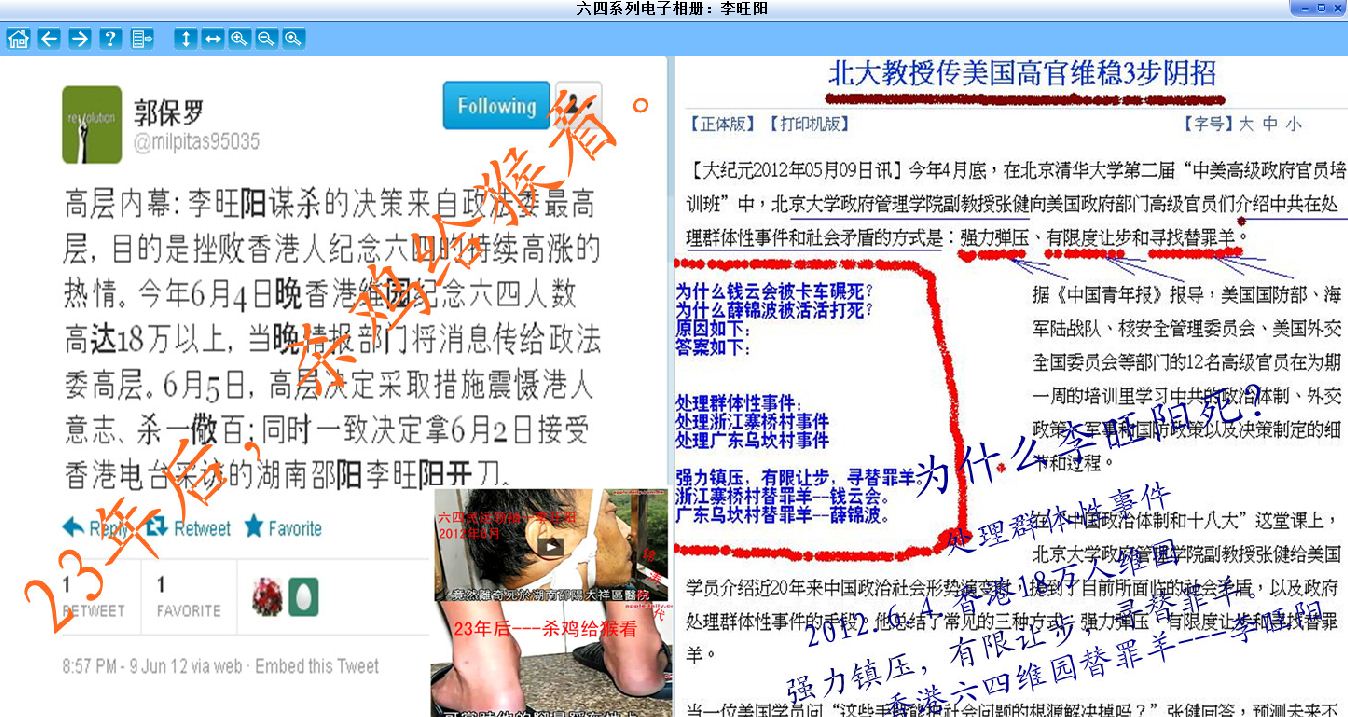 六四系列电子相册：李旺阳
郭保罗
@milpitas95035
Following
revolution
高层内幕：李旺阳谋杀的决策来自政法委最高
层，目的是挫败香港人纪念六四的持续高涨的
热情。今年6月4日晚香港维园纪念六四人数
高达18万以上，当晚情报部门将消息传给政法
委高层。6月5日，高层决定采取措施震慑港人
意志、杀一儆百；同时一致决定拿6月2日接受
香港电台采访的湖南邵阳李旺阳开刀。
23年后，杀鸡给猴看。
Reply Retweet Favorite
1
RETWEET
1
FAVORITE
8:57 PM - 9 Jun 12 via web · Embed this Tweet
2012年6月
竟然離奇死於湖南邵陽大祥區醫院
23年后---杀鸡给猴看
北大教授传美国高官维稳3步阴招
【正体版】【打印机版】
【字号】大 中 小
【大纪元2012年05月09日讯】今年4月底，在北京清华大学第二届“中美高级政府官员培
训班”中，北京大学政府管理学院副教授张健向美国政府部门高级官员们介绍中共在处
理群体性事件和社会矛盾的方式是：强力弹压、有限度让步和寻找替罪羊。
为什么钱云会被卡车碾死？
为什么薛锦波被活活打死？
原因如下：
答案如下：
处理群体性事件：
处理浙江寨桥村事件
处理广东乌坎村事件
强力镇压，有限让步，寻替罪羊。
浙江寨桥村替罪羊--钱云会。
广东乌坎村替罪羊--薛锦波。
据《中国青年报》报导，美国国防部、海
军陆战队、核安全管理委员会、美国外交
全国委员会等部门的12名高级官员在为期
一周的培训里学习中共的政治体制、外交
政策、军事和国防政策以及决策制定的细
节和过程。
为什么李旺阳死？
处理群体性事件
2012.6.4.香港18万人维园
强力镇压，有限让步，寻替罪羊。
香港六四维园替罪羊---李旺阳
在“中国政治体制和十八大”这堂课上，
北京大学政府管理学院副教授张健给美国
学员介绍近20年来中国政治社会形势演变时，提到了目前所面临的社会矛盾，以及政府
处理群体性事件的手段。他总结了常见的三种方式：强力弹压、有限度让步和寻找替罪
羊。
当一位美国学员问“这些手段能把社会问题的根源解决掉吗？”张健回答，预测未来不